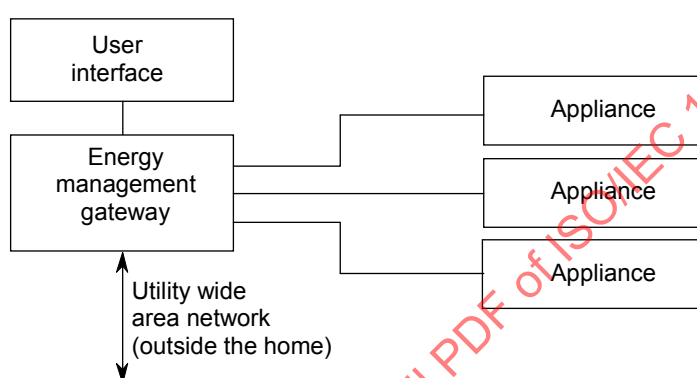 User
interface
Energy
management
gateway
Appliance
Appliance
Appliance
Utility wide
area network
(outside the home)
PDF of ISO/IEC 1